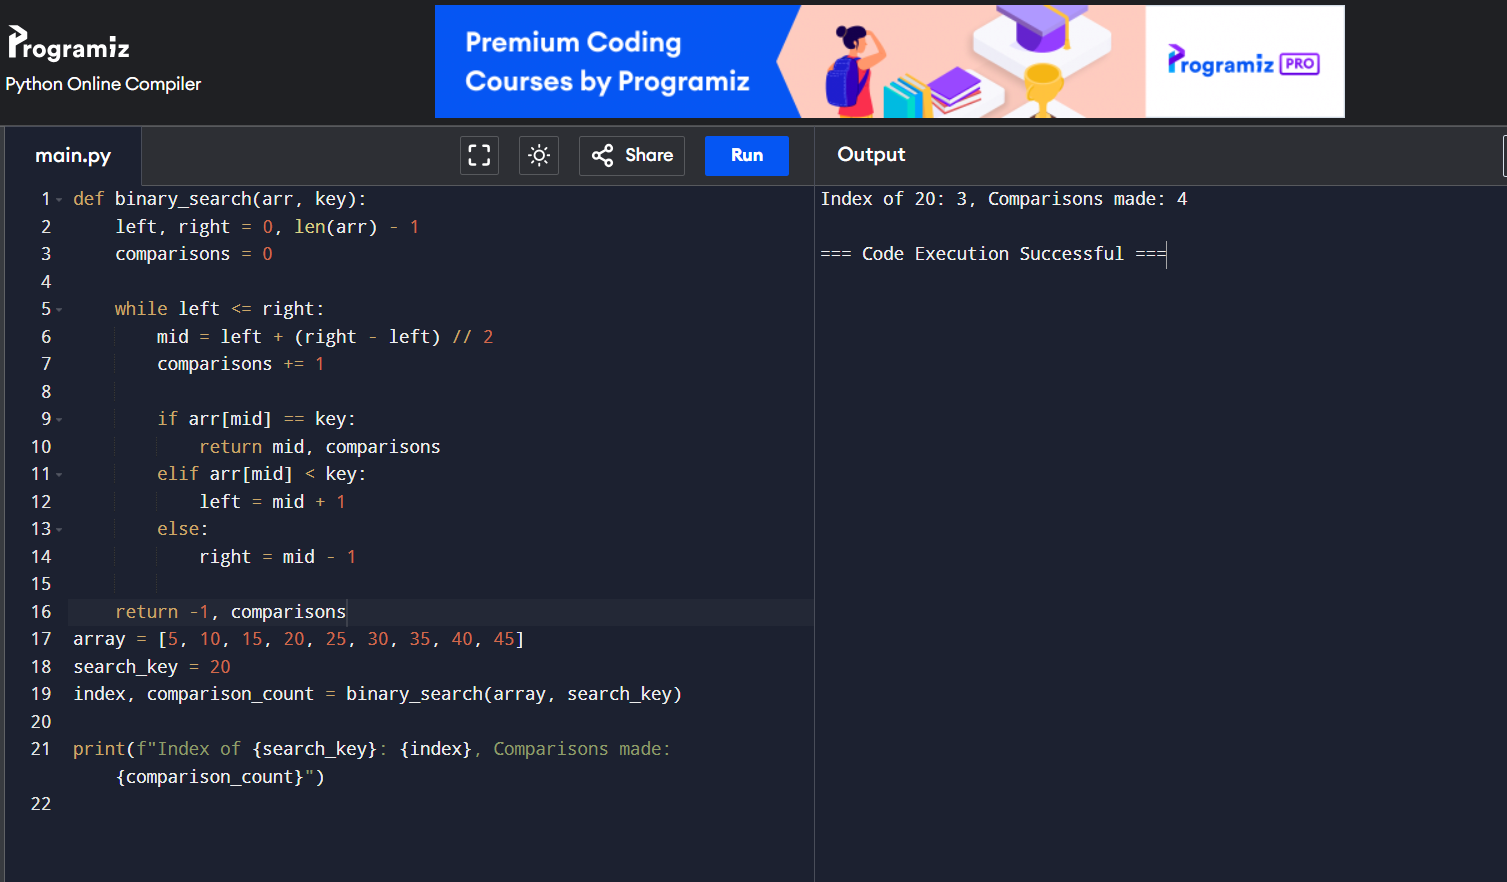 Programiz
Python Online Compiler
Premium Coding
Courses by Programiz
Programiz PRO
main.py
Share
Run
Output
1 def binary_search(arr, key):
2     left, right = 0, len(arr) - 1
3     comparisons = 0
4
5     while left <= right:
6         mid = left + (right - left) // 2
7         comparisons += 1
8
9         if arr[mid] == key:
10             return mid, comparisons
11         elif arr[mid] < key:
12             left = mid + 1
13         else:
14             right = mid - 1
15
16     return -1, comparisons
17 array = [5, 10, 15, 20, 25, 30, 35, 40, 45]
18 search_key = 20
19 index, comparison_count = binary_search(array, search_key)
20
21 print(f"Index of {search_key}: {index}, Comparisons made:
    {comparison_count}")
22
Index of 20: 3, Comparisons made: 4
=== Code Execution Successful ===